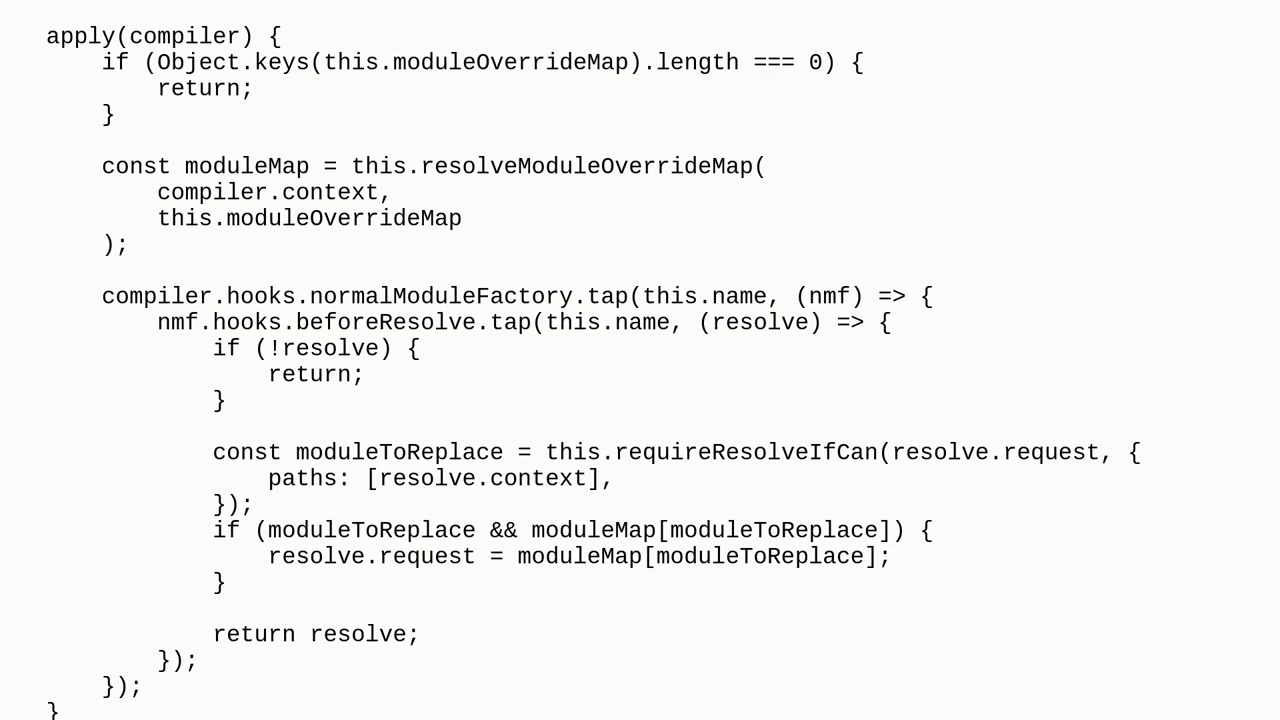 apply(compiler) {
    if (Object.keys(this.moduleOverrideMap).length === 0) {
        return;
    }

    const moduleMap = this.resolveModuleOverrideMap(
        compiler.context,
        this.moduleOverrideMap
    );

    compiler.hooks.normalModuleFactory.tap(this.name, (nmf) => {
        nmf.hooks.beforeResolve.tap(this.name, (resolve) => {
            if (!resolve) {
                return;
            }

            const moduleToReplace = this.requireResolveIfCan(resolve.request, {
                paths: [resolve.context],
            });
            if (moduleToReplace && moduleMap[moduleToReplace]) {
                resolve.request = moduleMap[moduleToReplace];
            }

            return resolve;
        });
    });
}